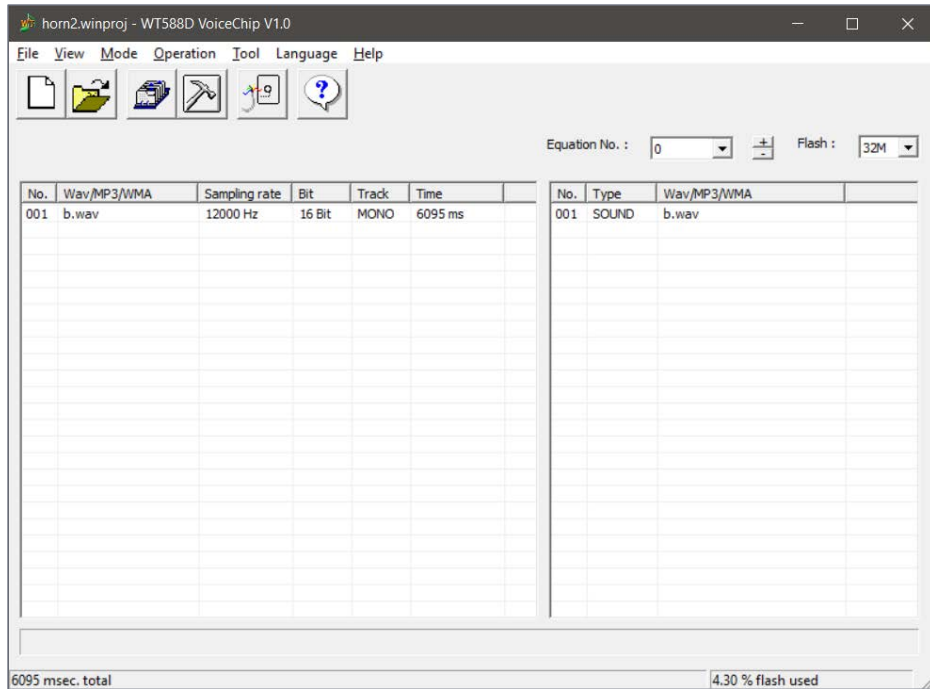 horn2.winproj - WT588D VoiceChip V1.0
File View Mode Operation Tool Language Help
Equation No. : 0 + - Flash : 32M
No. Wav/MP3/WMA Sampling rate Bit Track Time No. Type Wav/MP3/WMA
001 b.wav 12000 Hz 16 Bit MONO 6095 ms 001 SOUND b.wav
6095 msec. total 4.30 % flash used